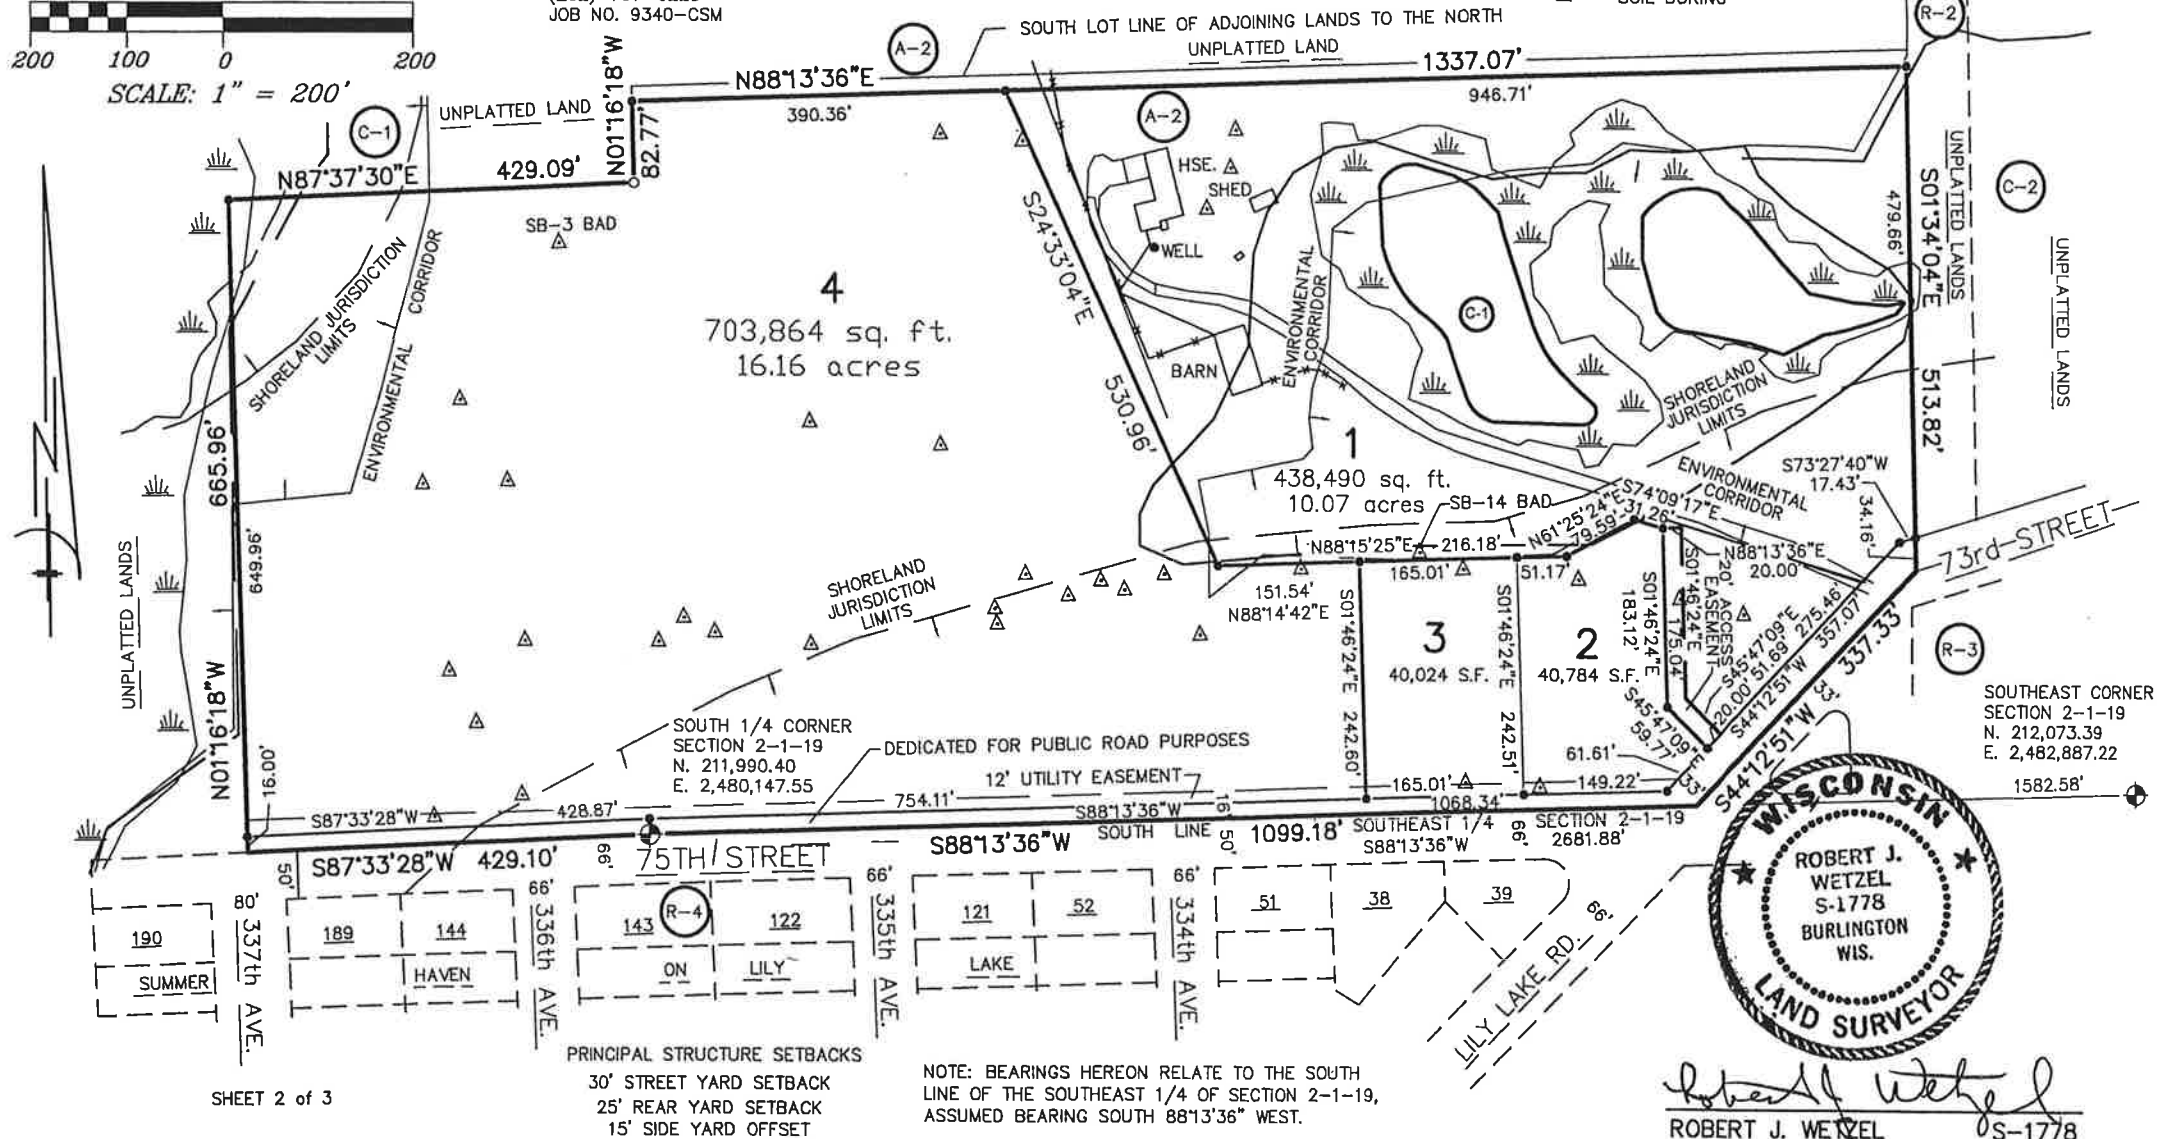 JOB NO. 9340-CSM
200 100 0 200
SCALE: 1" = 200'
SOUTH LOT LINE OF ADJOINING LANDS TO THE NORTH
UNPLATTED LAND
A-2
R-2
N88°13'36"E
1337.07'
390.36'
946.71'
UNPLATTED LAND
N01°16'18"W
82.77'
C-1
N87°37'30"E
429.09'
A-2
HSE.
SHED
WELL
BARN
SB-3 BAD
SHORELAND JURISDICTION
LIMITS
ENVIRONMENTAL CORRIDOR
4
703,864 sq. ft.
16.16 acres
S24°33'04"E
530.96'
ENVIRONMENTAL
CORRIDOR
C-1
UNPLATTED LANDS
S01°34'04"E
479.66'
513.82'
C-2
UNPLATTED LANDS
SHORELAND
JURISDICTION
LIMITS
1
438,490 sq. ft.
10.07 acres
SB-14 BAD
ENVIRONMENTAL
CORRIDOR
S73°27'40"W
17.43'
34.16'
73rd STREET
S74°09'17"E
31.26'
N61°25'24"E
79.59'
N88°15'25"E
216.18'
N88°13'36"E
20.00'
165.01'
51.17'
151.54'
N88°14'42"E
665.96'
649.96'
UNPLATTED LANDS
N01°16'18"W
16.00'
SHORELAND
JURISDICTION
LIMITS
S01°46'24"E
242.60'
3
40,024 S.F.
S01°46'24"E
242.51'
2
40,784 S.F.
S01°46'24"E
183.12'
S01°46'24"E
175.04'
20' ACCESS
EASEMENT
S45°47'09"E
51.69'
20.00'
275.46'
S44°12'51"W
357.07'
337.33'
S45°47'09"E
59.77'
33'
33'
S44°12'51"W
61.61'
R-3
SOUTHEAST CORNER
SECTION 2-1-19
N. 212,073.39
E. 2,482,887.22
1582.58'
SOUTH 1/4 CORNER
SECTION 2-1-19
N. 211,990.40
E. 2,480,147.55
DEDICATED FOR PUBLIC ROAD PURPOSES
12' UTILITY EASEMENT
S87°33'28"W
428.87'
754.11'
S88°13'36"W
16'
165.01'
1068.34'
149.22'
S87°33'28"W 429.10'
66'
75TH STREET
S88°13'36"W
SOUTH LINE
50'
1099.18'
SOUTHEAST 1/4
S88°13'36"W
66'
SECTION 2-1-19
2681.88'
50'
80'
337th AVE.
66'
336th AVE.
66'
335th AVE.
66'
334th AVE.
190
189
144
143
R-4
122
121
52
51
38
39
SUMMER
HAVEN
ON
LILY
LAKE
LILY LAKE RD.
66'
WISCONSIN
ROBERT J.
WETZEL
S-1778
BURLINGTON
WIS.
LAND SURVEYOR
SHEET 2 of 3
PRINCIPAL STRUCTURE SETBACKS
30' STREET YARD SETBACK
25' REAR YARD SETBACK
15' SIDE YARD OFFSET
NOTE: BEARINGS HEREON RELATE TO THE SOUTH
LINE OF THE SOUTHEAST 1/4 OF SECTION 2-1-19,
ASSUMED BEARING SOUTH 88°13'36" WEST.
Robert J Wetzel
ROBERT J. WETZEL S-1778